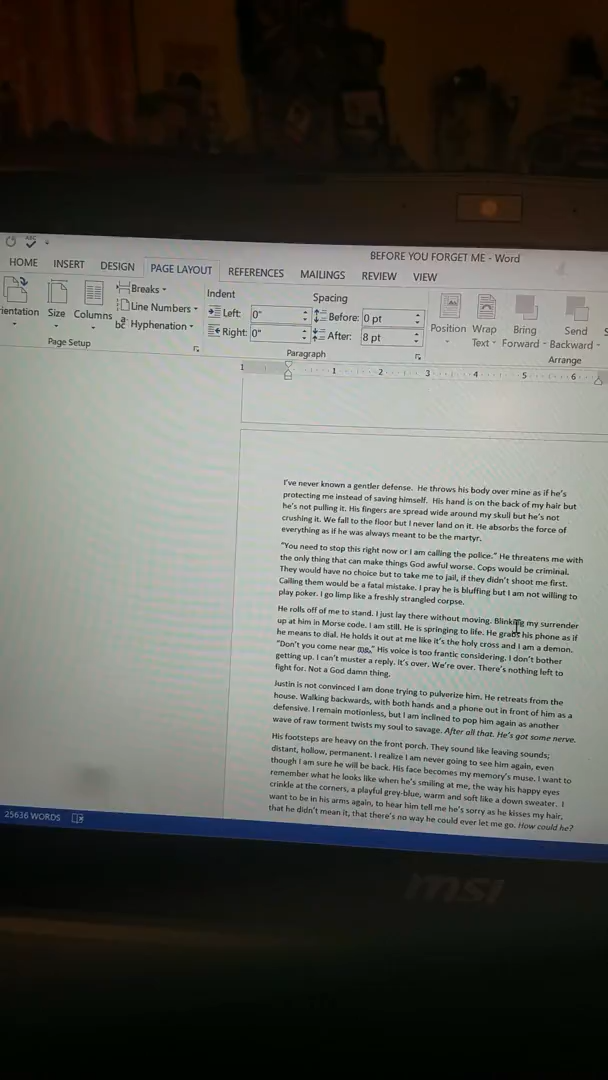 BEFORE YOU FORGET ME - Word
HOME INSERT DESIGN PAGE LAYOUT REFERENCES MAILINGS REVIEW VIEW
ientation Size Columns
Breaks
Line Numbers
Hyphenation
Page Setup
Indent
Left: 0"
Right: 0"
Spacing
Before: 0 pt
After: 8 pt
Paragraph
Position Wrap Text Bring Forward Send Backward
Arrange
1 1 2 3 4 5 6
I've never known a gentler defense. He throws his body over mine as if he's
protecting me instead of saving himself. His hand is on the back of my hair but
he's not pulling it. His fingers are spread wide around my skull but he's not
crushing it. We fall to the floor but I never land on it. He absorbs the force of
everything as if he was always meant to be the martyr.
"You need to stop this right now or I am calling the police." He threatens me with
the only thing that can make things God awful worse. Cops would be criminal.
They would have no choice but to take me to jail, if they didn't shoot me first.
Calling them would be a fatal mistake. I pray he is bluffing but I am not willing to
play poker. I go limp like a freshly strangled corpse.
He rolls off of me to stand. I just lay there without moving. Blinking my surrender
up at him in Morse code. I am still. He is springing to life. He grabs his phone as if
he means to dial. He holds it out at me like it's the holy cross and I am a demon.
"Don't you come near me," His voice is too frantic considering. I don't bother
getting up. I can't muster a reply. It's over. We're over. There's nothing left to
fight for. Not a God damn thing.
Justin is not convinced I am done trying to pulverize him. He retreats from the
house. Walking backwards, with both hands and a phone out in front of him as a
defensive. I remain motionless, but I am inclined to pop him again as another
wave of raw torment twists my soul to savage. After all that. He's got some nerve.
His footsteps are heavy on the front porch. They sound like leaving sounds;
distant, hollow, permanent. I realize I am never going to see him again, even
though I am sure he will be back. His face becomes my memory's muse. I want to
remember what he looks like when he's smiling at me, the way his happy eyes
crinkle at the corners, a playful grey-blue, warm and soft like a down sweater. I
want to be in his arms again, to hear him tell me he's sorry as he kisses my hair,
that he didn't mean it, that there's no way he could ever let me go. How could he?
25636 WORDS
msi